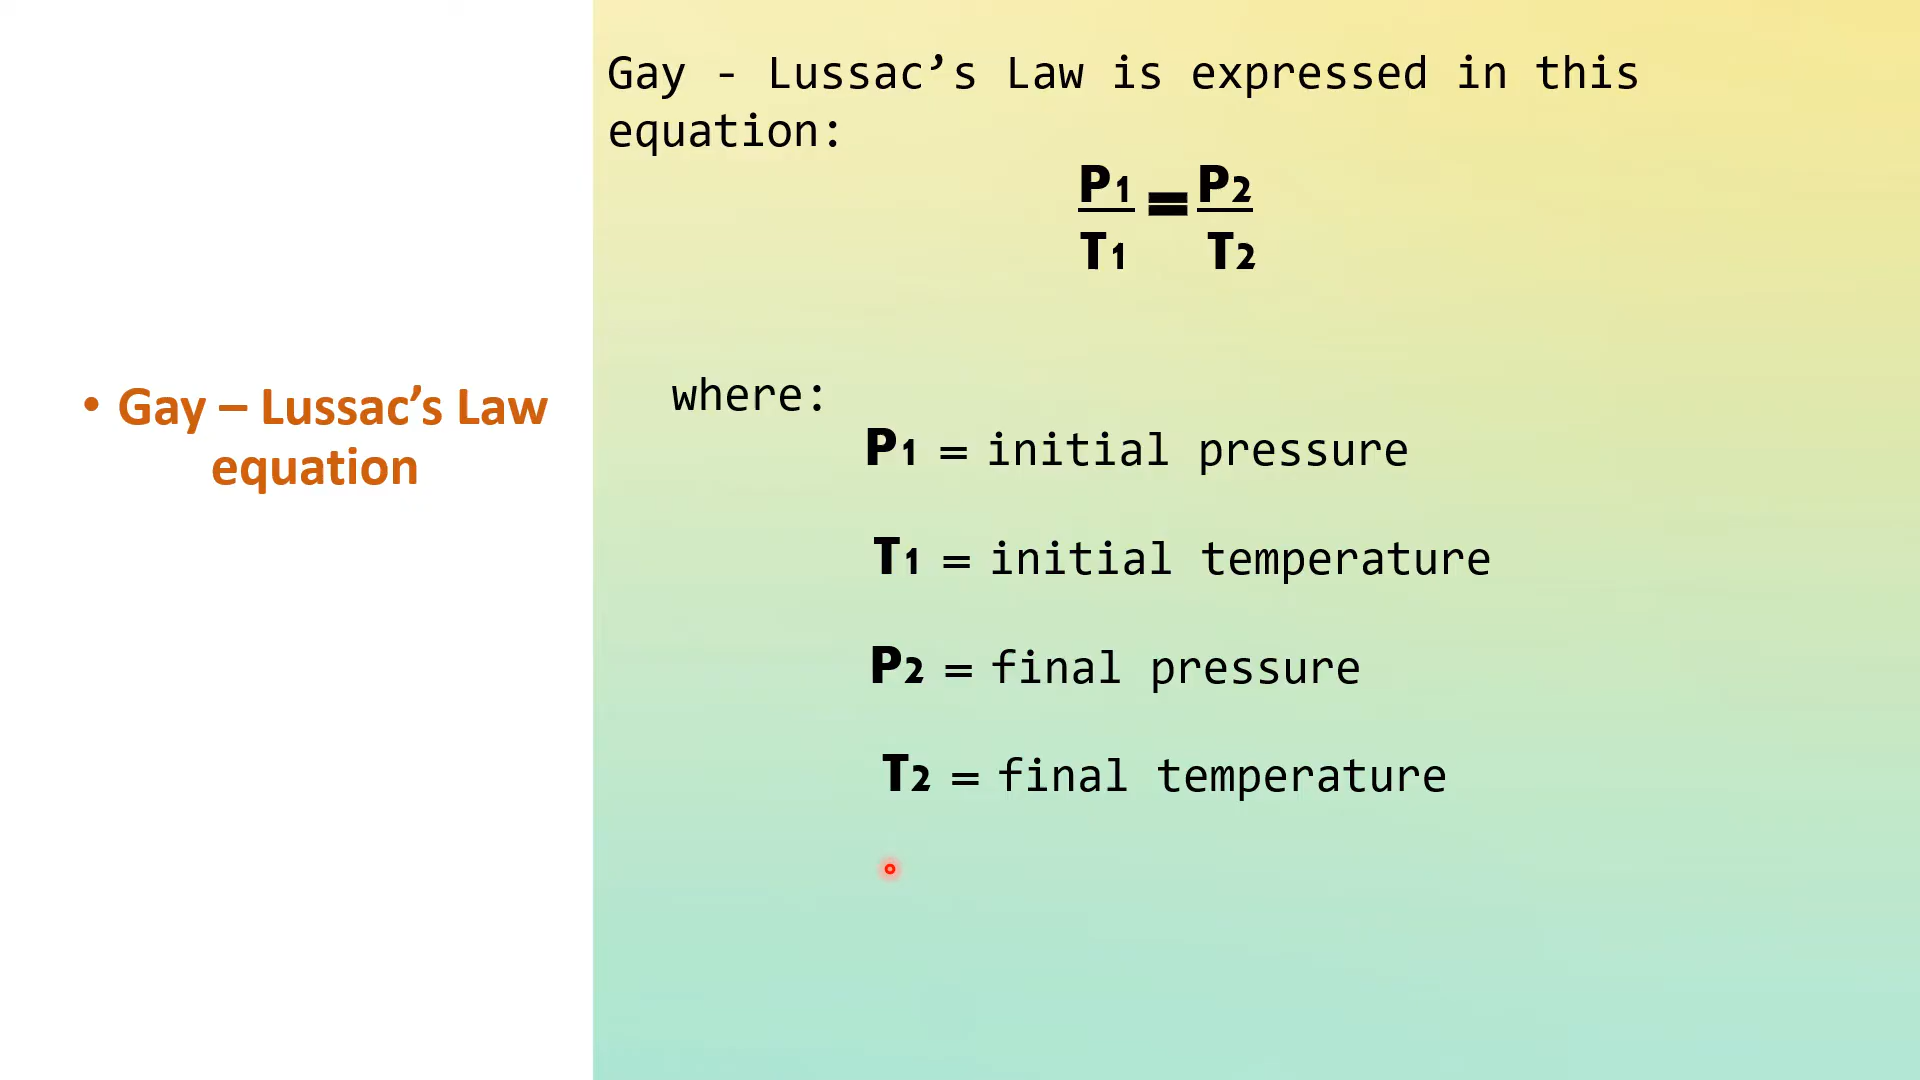 • Gay – Lussac’s Law
equation
Gay - Lussac’s Law is expressed in this
equation:
P1 = P2
T1 T2
where:
P1 = initial pressure
T1 = initial temperature
P2 = final pressure
T2 = final temperature